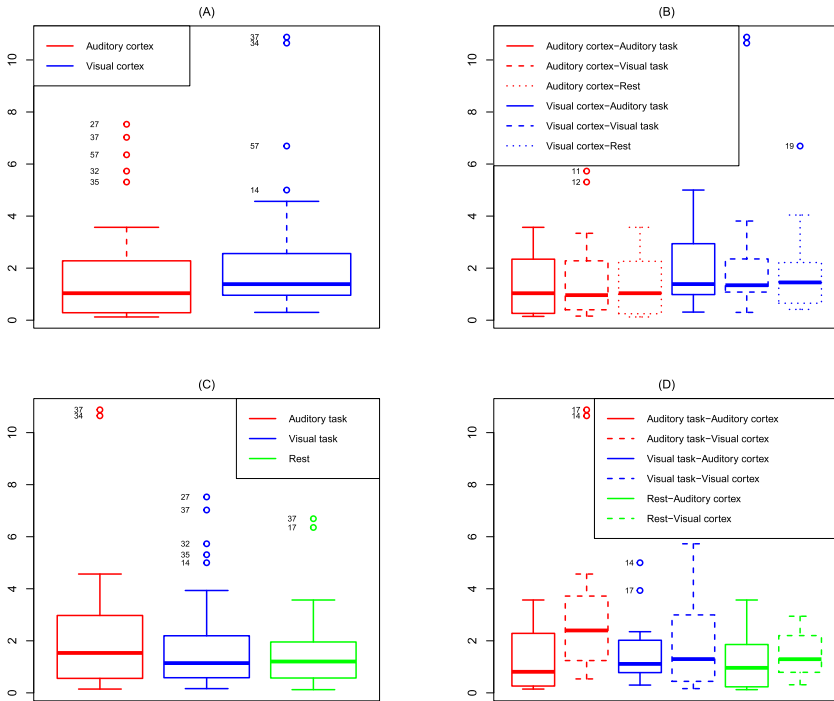 (A)
Auditory cortex
Visual cortex
37
34
27
37
57
32
35
57
14
0
2
4
6
8
10
(B)
Auditory cortex−Auditory task
Auditory cortex−Visual task
Auditory cortex−Rest
Visual cortex−Auditory task
Visual cortex−Visual task
Visual cortex−Rest
11
12
19
0
2
4
6
8
10
(C)
Auditory task
Visual task
Rest
37
34
27
37
32
35
14
37
17
0
2
4
6
8
10
(D)
Auditory task−Auditory cortex
Auditory task−Visual cortex
Visual task−Auditory cortex
Visual task−Visual cortex
Rest−Auditory cortex
Rest−Visual cortex
17
14
14
17
0
2
4
6
8
10